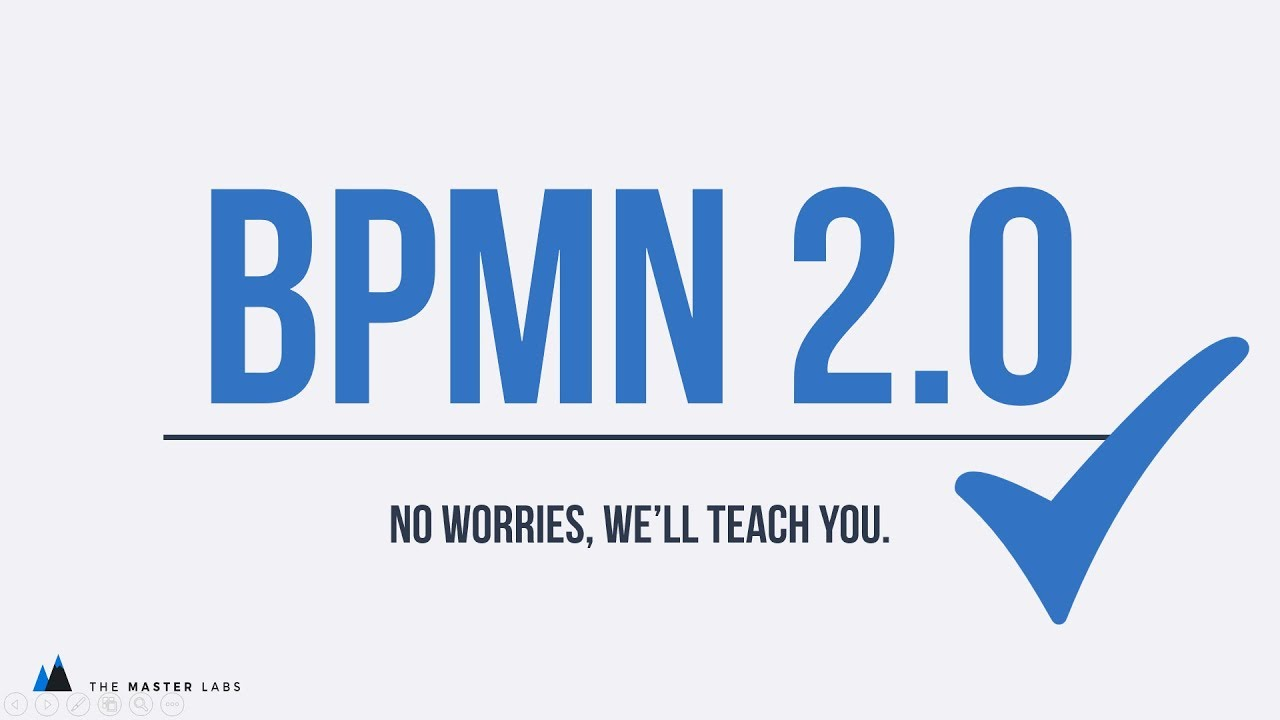 BPMN 2.0
NO WORRIES, WE’LL TEACH YOU.
THE MASTER LABS